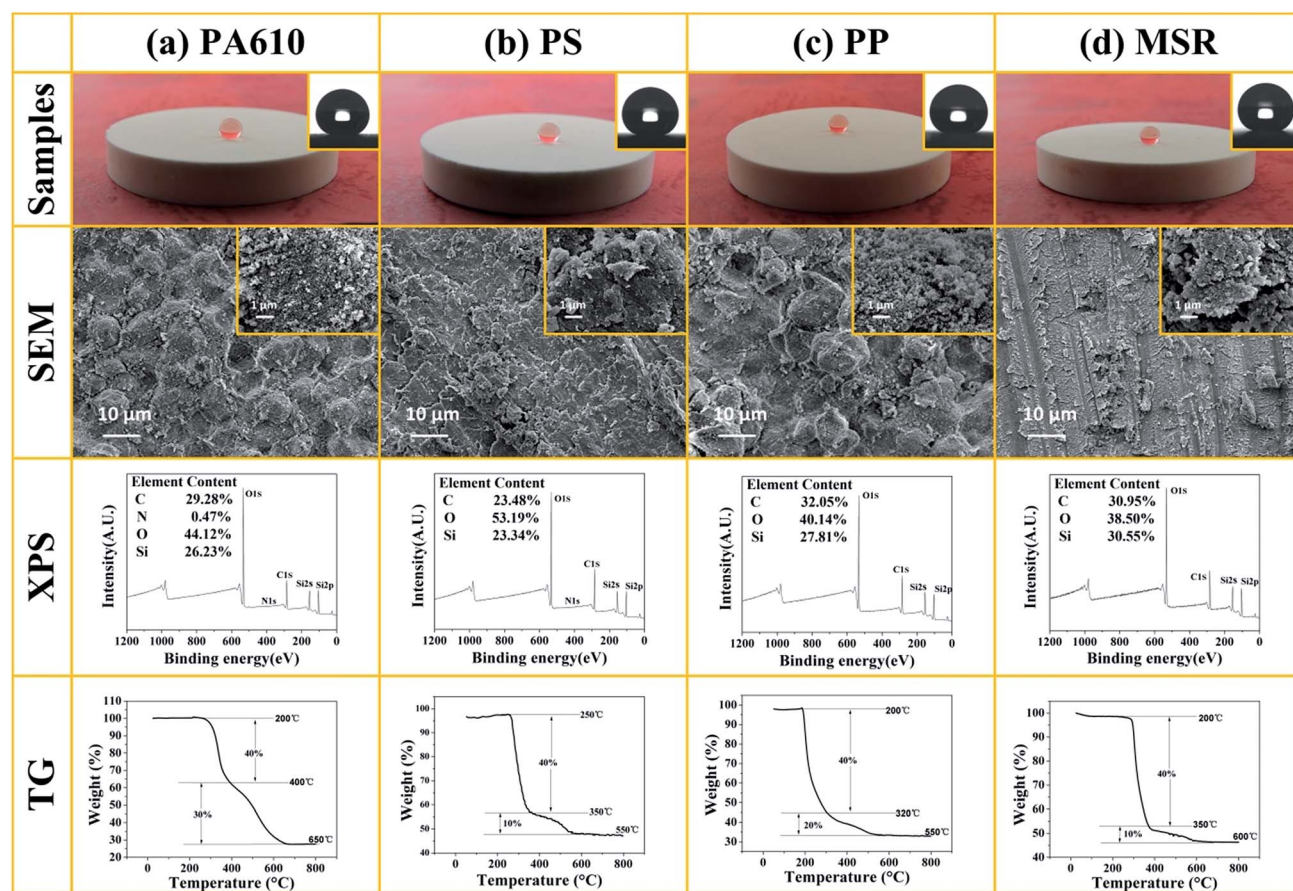 (a) PA610
(b) PS
(c) PP
(d) MSR
Samples
SEM
1 μm
10 μm
1 μm
10 μm
1 μm
10 μm
1 μm
10 μm
XPS
Element Content
C 29.28%
N 0.47%
O 44.12%
Si 26.23%
O1s
N1s
C1s
Si2s
Si2p
Intensity(A.U.)
1200 1000 800 600 400 200 0
Binding energy(eV)
Element Content
C 23.48%
O 53.19%
Si 23.34%
O1s
N1s
C1s
Si2s
Si2p
Intensity(A.U.)
1200 1000 800 600 400 200 0
Binding energy(eV)
Element Content
C 32.05%
O 40.14%
Si 27.81%
O1s
C1s
Si2s
Si2p
Intensity(A.U.)
1200 1000 800 600 400 200 0
Binding energy(eV)
Element Content
C 30.95%
O 38.50%
Si 30.55%
O1s
C1s
Si2s
Si2p
Intensity(A.U.)
1200 1000 800 600 400 200 0
Binding energy(eV)
TG
Weight (%)
110
100
90
80
70
60
50
40
30
20
200℃
40%
400℃
30%
650℃
0 200 400 600 800
Temperature (°C)
Weight (%)
100
90
80
70
60
50
40
250℃
40%
350℃
10%
550℃
0 200 400 600 800
Temperature (°C)
Weight (%)
100
90
80
70
60
50
40
30
200℃
40%
320℃
20%
550℃
0 200 400 600 800
Temperature (°C)
Weight (%)
100
90
80
70
60
50
40
200℃
40%
350℃
10%
600℃
0 200 400 600 800
Temperature (°C)